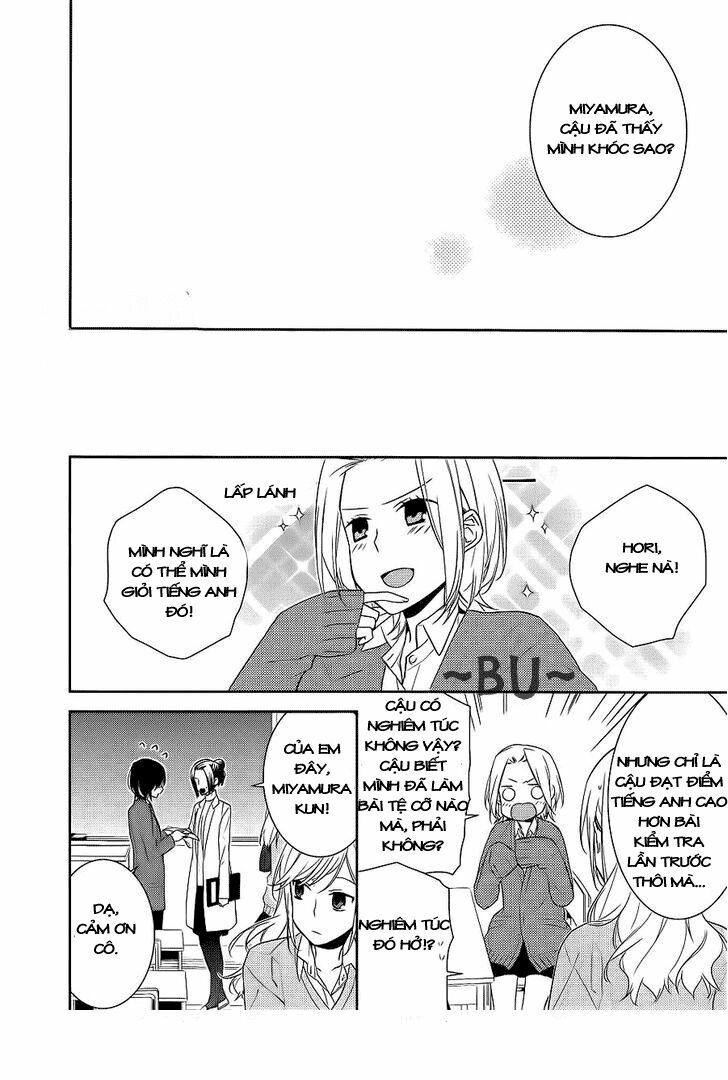 MIYAMURA,
CẬU ĐÃ THẤY
MÌNH KHÓC SAO?
HORI,
NGHE NÀ!
LẤP LÁNH
MÌNH NGHĨ LÀ
CÓ THỂ MÌNH
GIỎI TIẾNG ANH
ĐÓ!
~BU~
NHƯNG CHỈ LÀ
CẬU ĐẠT ĐIỂM
TIẾNG ANH CAO
HƠN BÀI
KIỂM TRA
LẦN TRƯỚC
THÔI MÀ...
CẬU CÓ
NGHIÊM TÚC
KHÔNG VẬY?
CẬU BIẾT
MÌNH ĐÃ LÀM
BÀI TỆ CỠ NÀO
MÀ, PHẢI
KHÔNG?
NGHIÊM TÚC
ĐÓ HỞ!?
CỦA EM
ĐÂY,
MIYAMURA
KUN!
DẠ,
CẢM ƠN
CÔ.